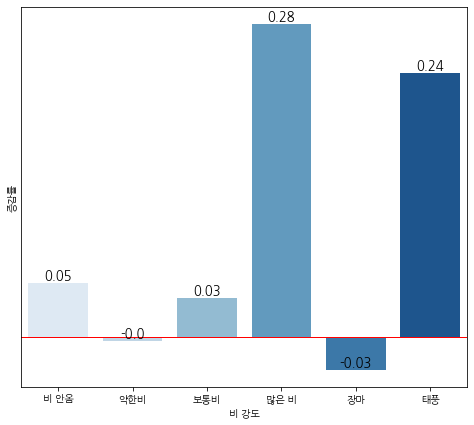 0.28
0.24
0.05
0.03
-0.0
-0.03
증감률
비 안옴
약한비
보통비
많은 비
장마
태풍
비 강도